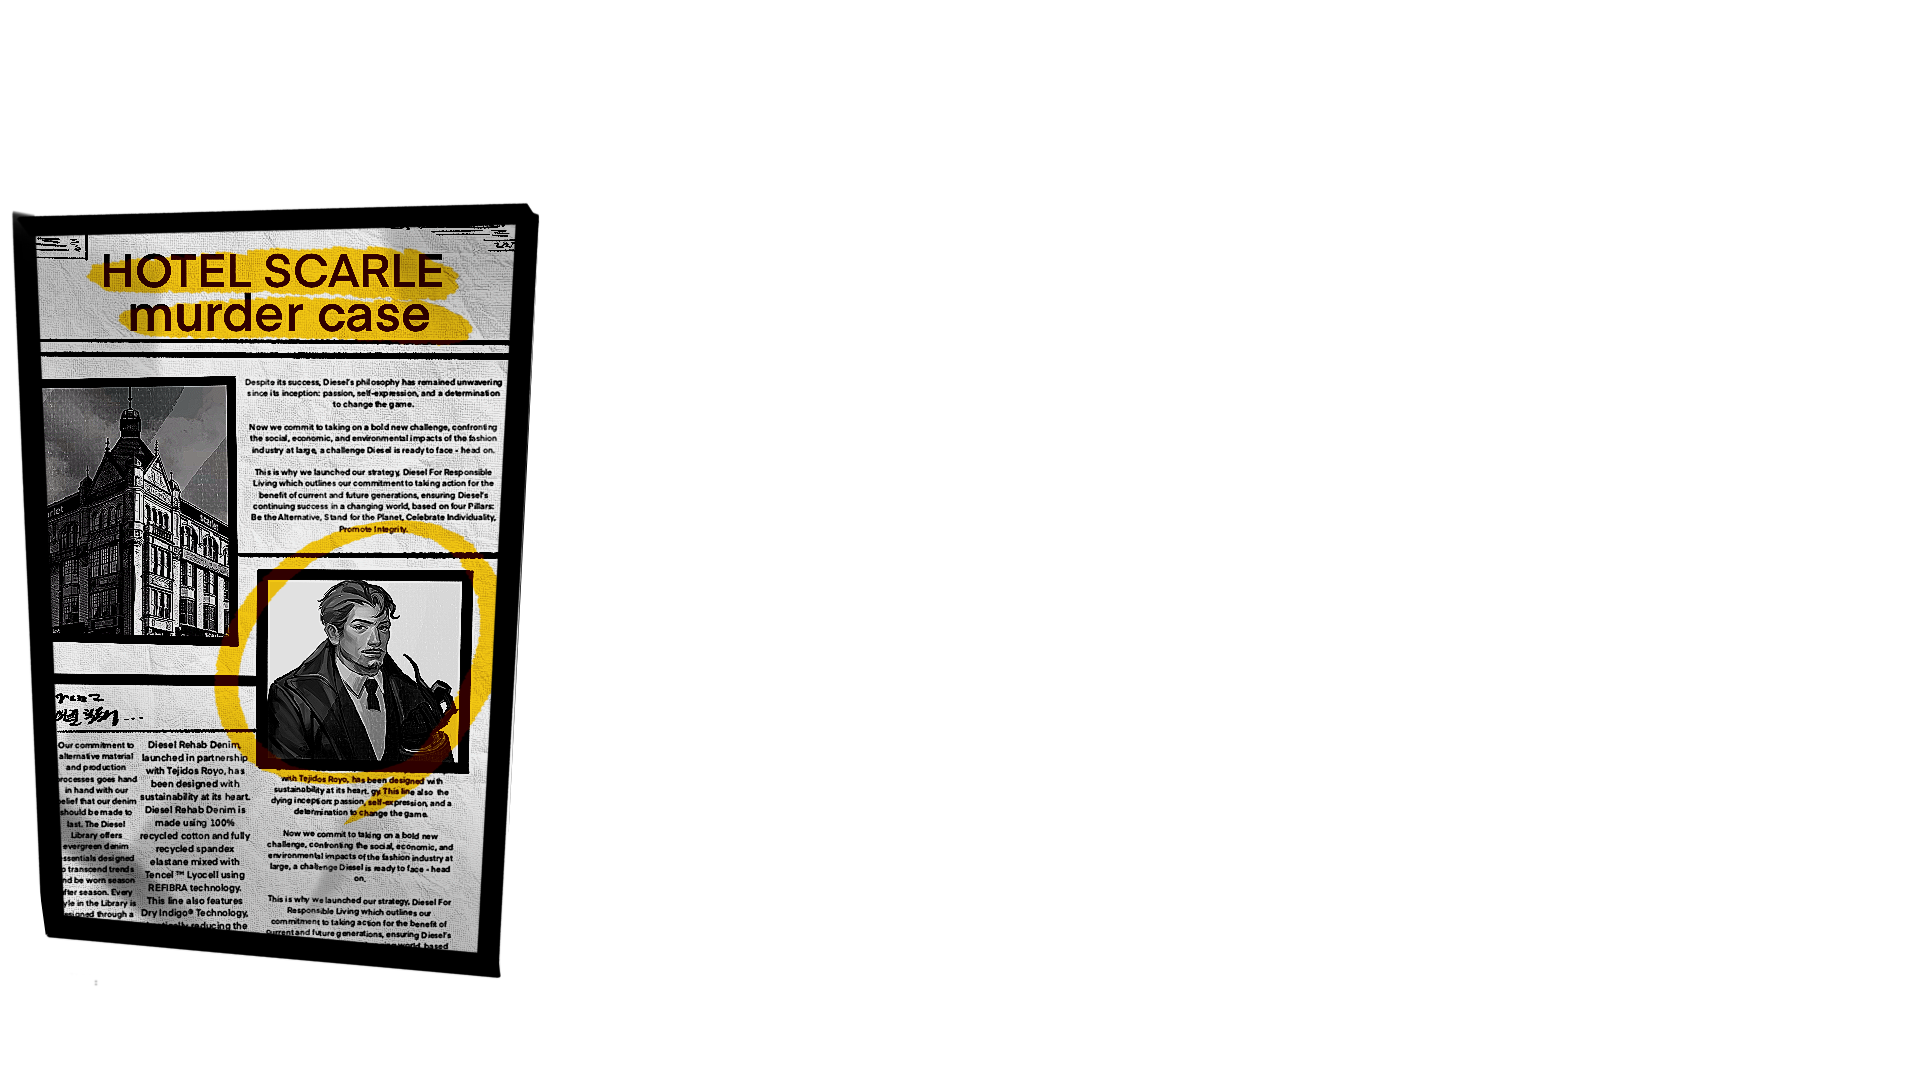 HOTEL SCARLE
murder case
Despite its success, Diesel's philosophy has remained unwavering
since its inception: passion, self-expression, and a determination
to change the game.
Now we commit to taking on a bold new challenge, confronting
the social, economic, and environmental impacts of the fashion
industry at large, a challenge Diesel is ready to face - head on.
This is why we launched our strategy, Diesel For Responsible
Living which outlines our commitment to taking action for the
benefit of current and future generations, ensuring Diesel's
continuing success in a changing world, based on four Pillars:
Be the Alternative, Stand for the Planet, Celebrate Individuality,
Promote Integrity.
Our commitment to
alternative material
and production
rocesses goes hand
in hand with our
elief that our denim
should be made to
last. The Diesel
Library offers
evergreen denim
ssentials designed
o transcend trends
nd be worn season
fter season. Every
yle in the Library is
signed through a
Diesel Rehab Denim,
launched in partnership
with Tejidos Royo, has
been designed with
sustainability at its heart.
Diesel Rehab Denim is
made using 100%
recycled cotton and fully
recycled spandex
elastane mixed with
Tencel ™ Lyocell using
REFIBRA technology.
This line also features
Dry Indigo® Technology,
reducing the
with Tejidos Royo, has been designed with
sustainability at its heart. gy. This line also the
dying inception: passion, self-expression, and a
determination to change the game.
Now we commit to taking on a bold new
challenge, confronting the social, economic, and
environmental impacts of the fashion industry at
large, a challenge Diesel is ready to face - head
on.
This is why we launched our strategy, Diesel For
Responsible Living which outlines our
commitment to taking action for the benefit of
current and future generations, ensuring Diesel's
world, based